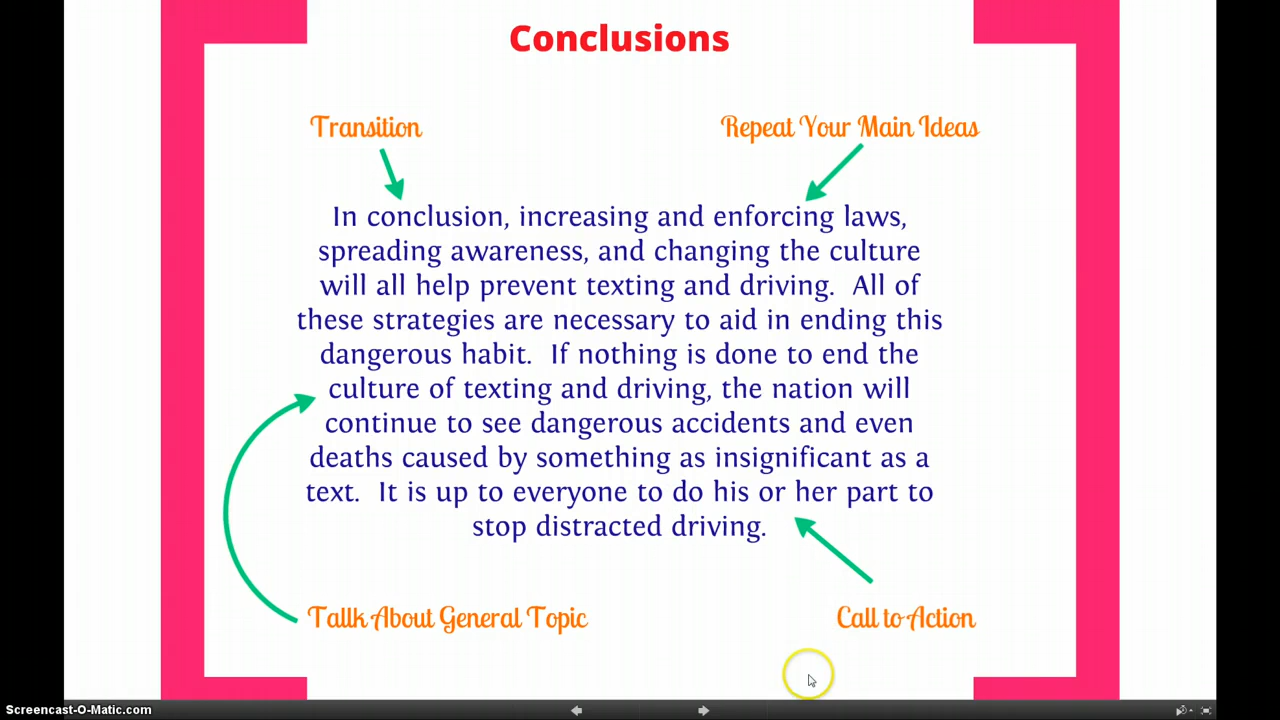 Conclusions
Transition
Repeat Your Main Ideas
In conclusion, increasing and enforcing laws,
spreading awareness, and changing the culture
will all help prevent texting and driving. All of
these strategies are necessary to aid in ending this
dangerous habit. If nothing is done to end the
culture of texting and driving, the nation will
continue to see dangerous accidents and even
deaths caused by something as insignificant as a
text. It is up to everyone to do his or her part to
stop distracted driving.
Tallk About General Topic
Call to Action
Screencast-O-Matic.com